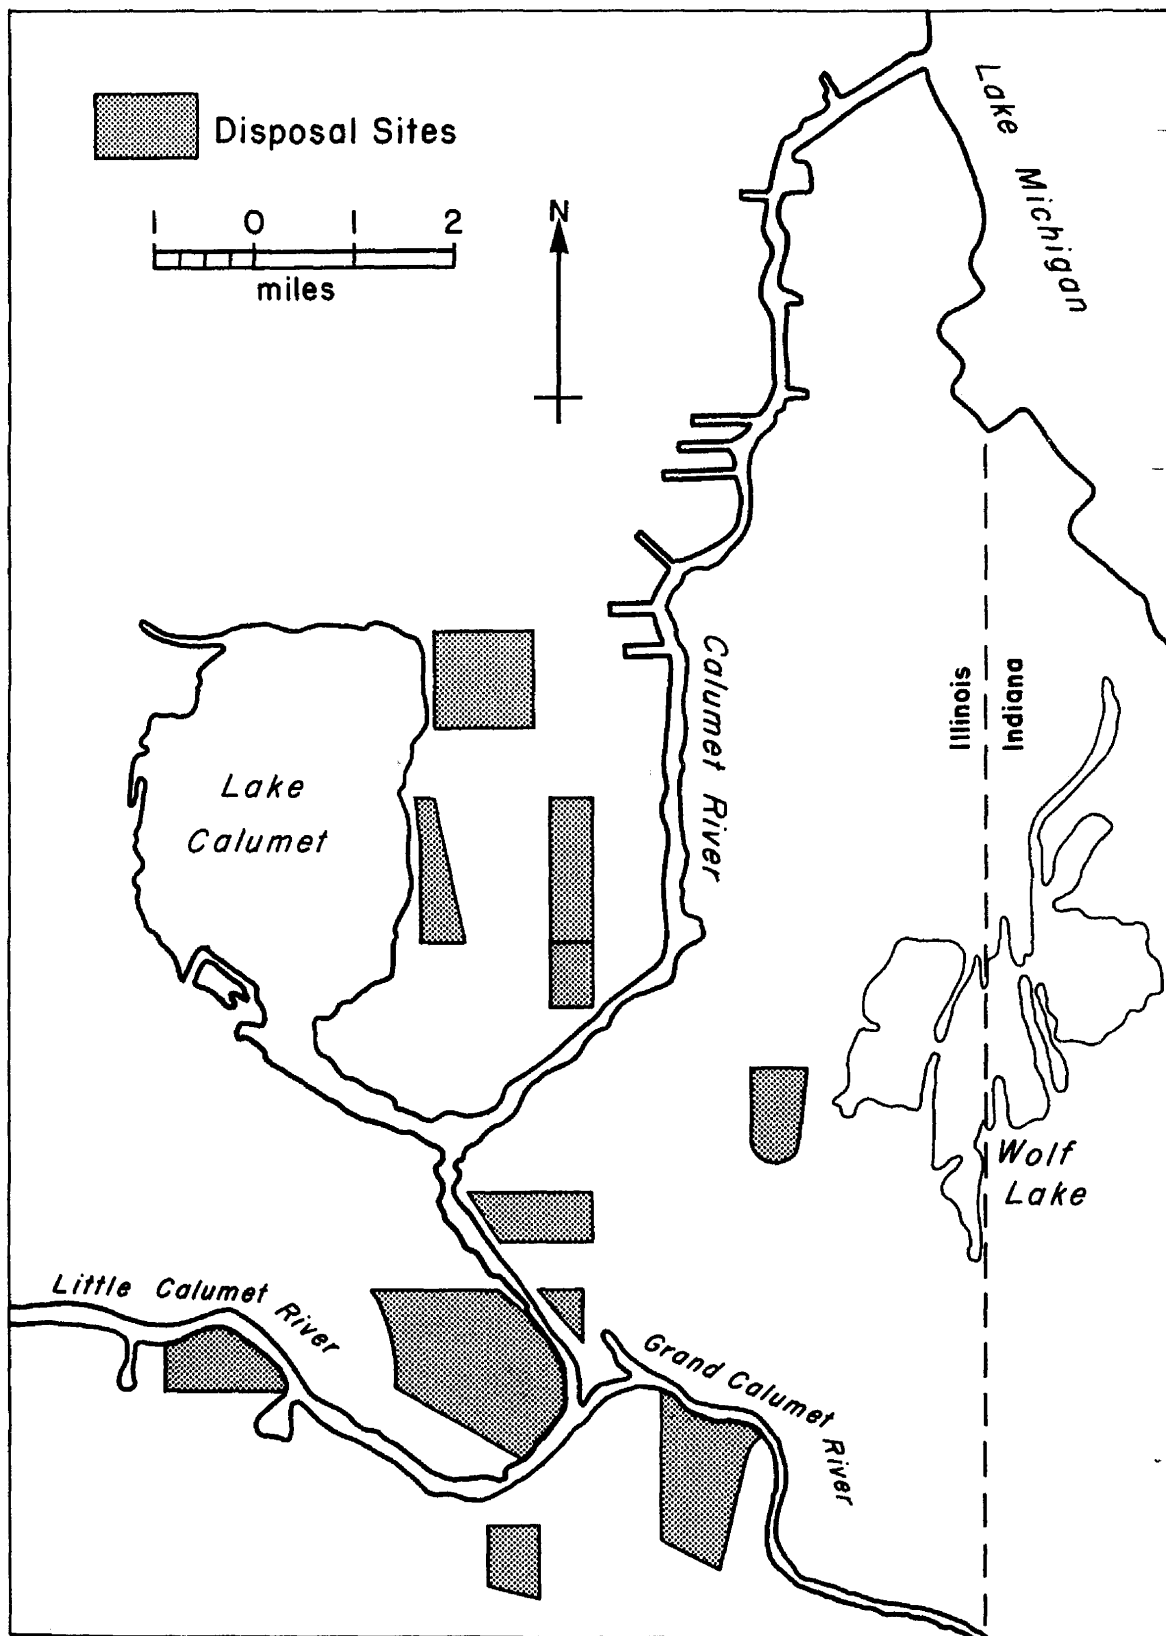 Lake Michigan
Disposal Sites
1 0 1 2
miles
N
Calumet River
Illinois
Indiana
Lake
Calumet
Wolf
Lake
Little Calumet River
Grand Calumet River